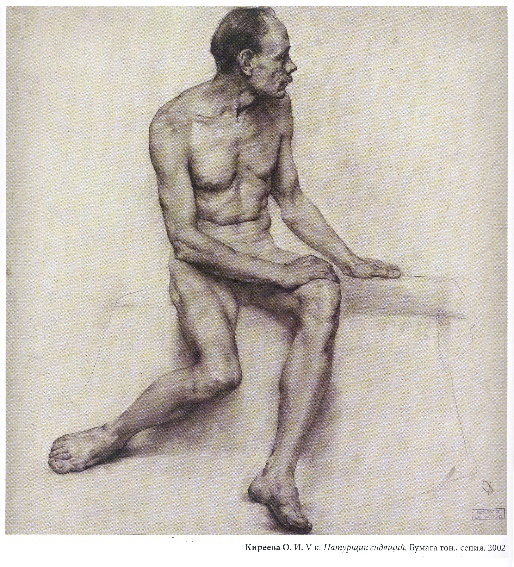 Киреева О. И. V к. Натурщик сидящий. Бумага тон., сепия. 2002